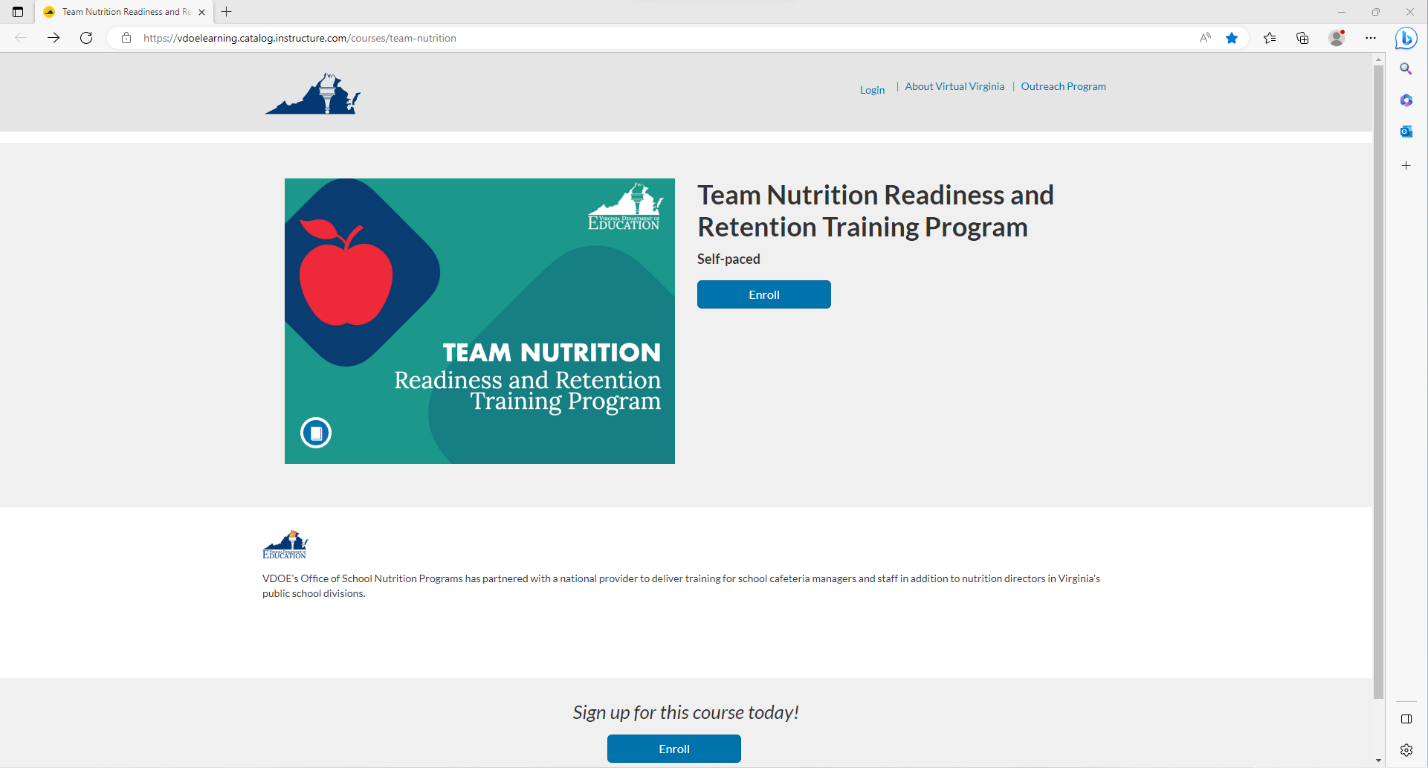 Team Nutrition Readiness and Re
https://vdoelearning.catalog.instructure.com/courses/team-nutrition
Login | About Virtual Virginia | Outreach Program
VIRGINIA DEPARTMENT OF
EDUCATION
TEAM NUTRITION
Readiness and Retention
Training Program
Team Nutrition Readiness and
Retention Training Program
Self-paced
Enroll
EDUCATION
VDOE's Office of School Nutrition Programs has partnered with a national provider to deliver training for school cafeteria managers and staff in addition to nutrition directors in Virginia's
public school divisions.
Sign up for this course today!
Enroll